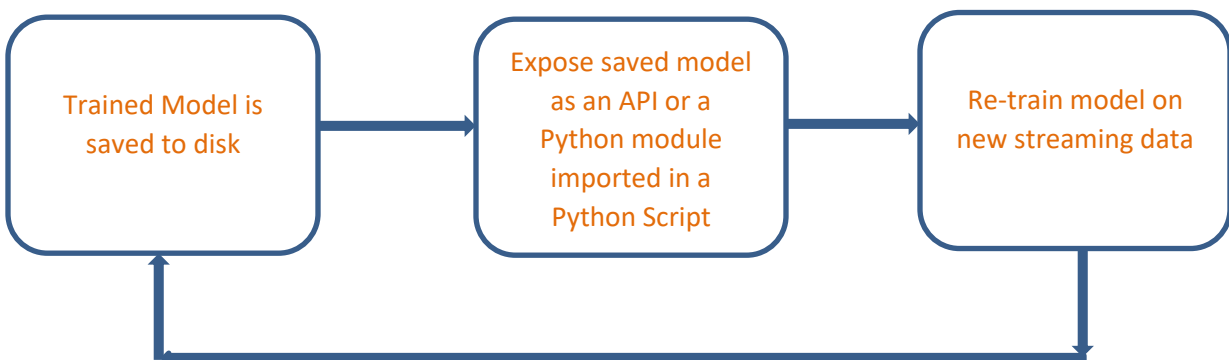 Trained Model is
saved to disk
Expose saved model
as an API or a
Python module
imported in a
Python Script
Re-train model on
new streaming data